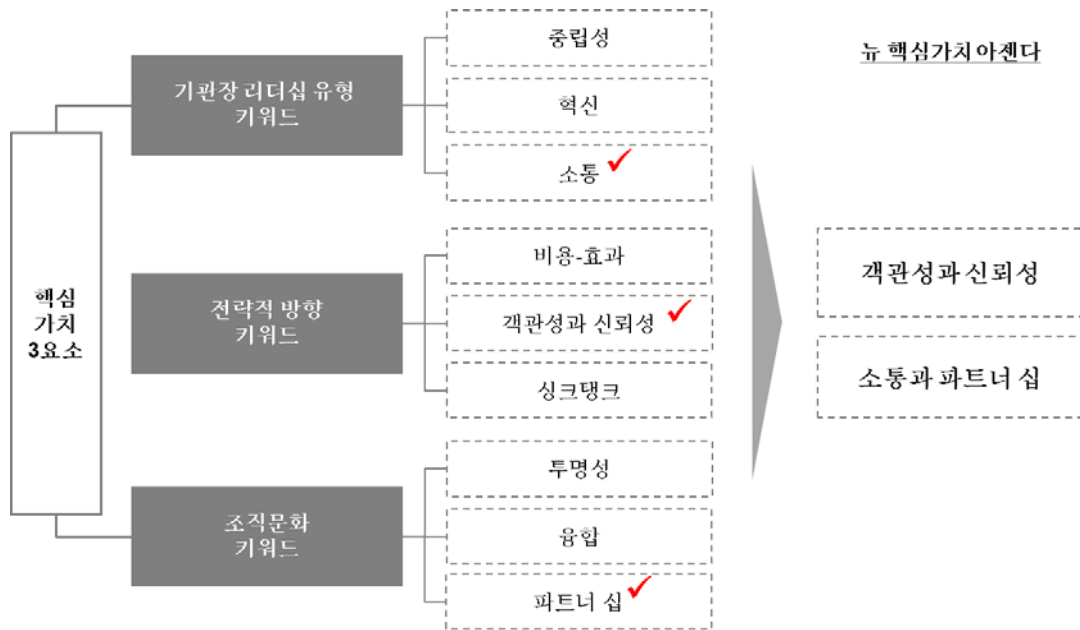 뉴 핵심가치 아젠다
핵심
가치
3요소
기관장 리더십 유형
키워드
중립성
혁신
소통
전략적 방향
키워드
비용-효과
객관성과 신뢰성
싱크탱크
조직문화
키워드
투명성
융합
파트너 십
객관성과 신뢰성
소통과 파트너 십